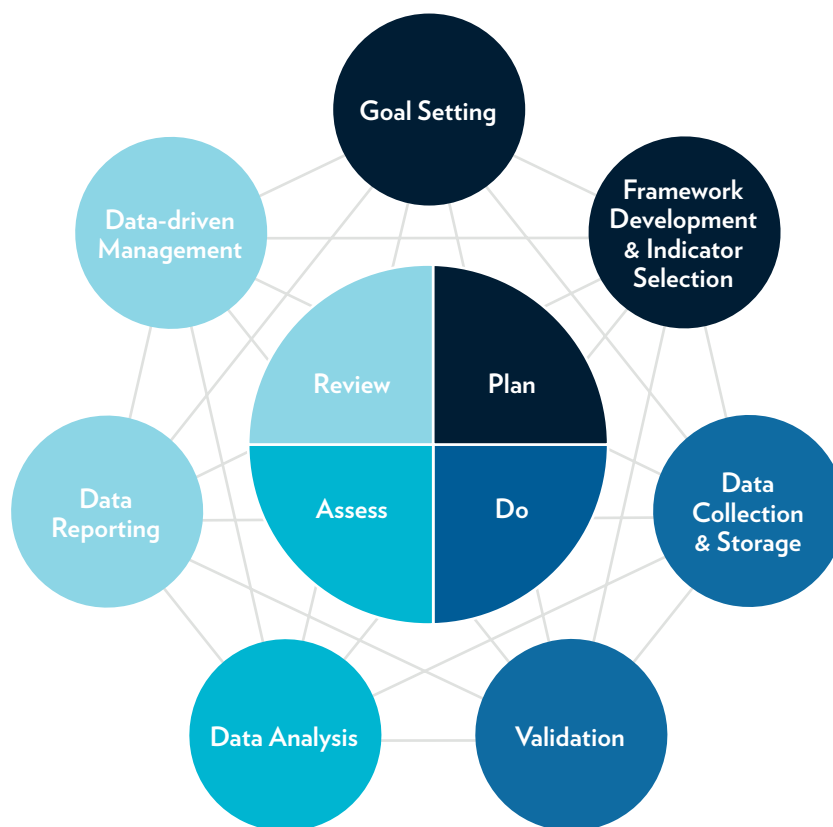 Goal Setting
Framework
Development
& Indicator
Selection
Data-driven
Management
Review
Plan
Assess
Do
Data
Collection
& Storage
Data
Reporting
Data Analysis
Validation